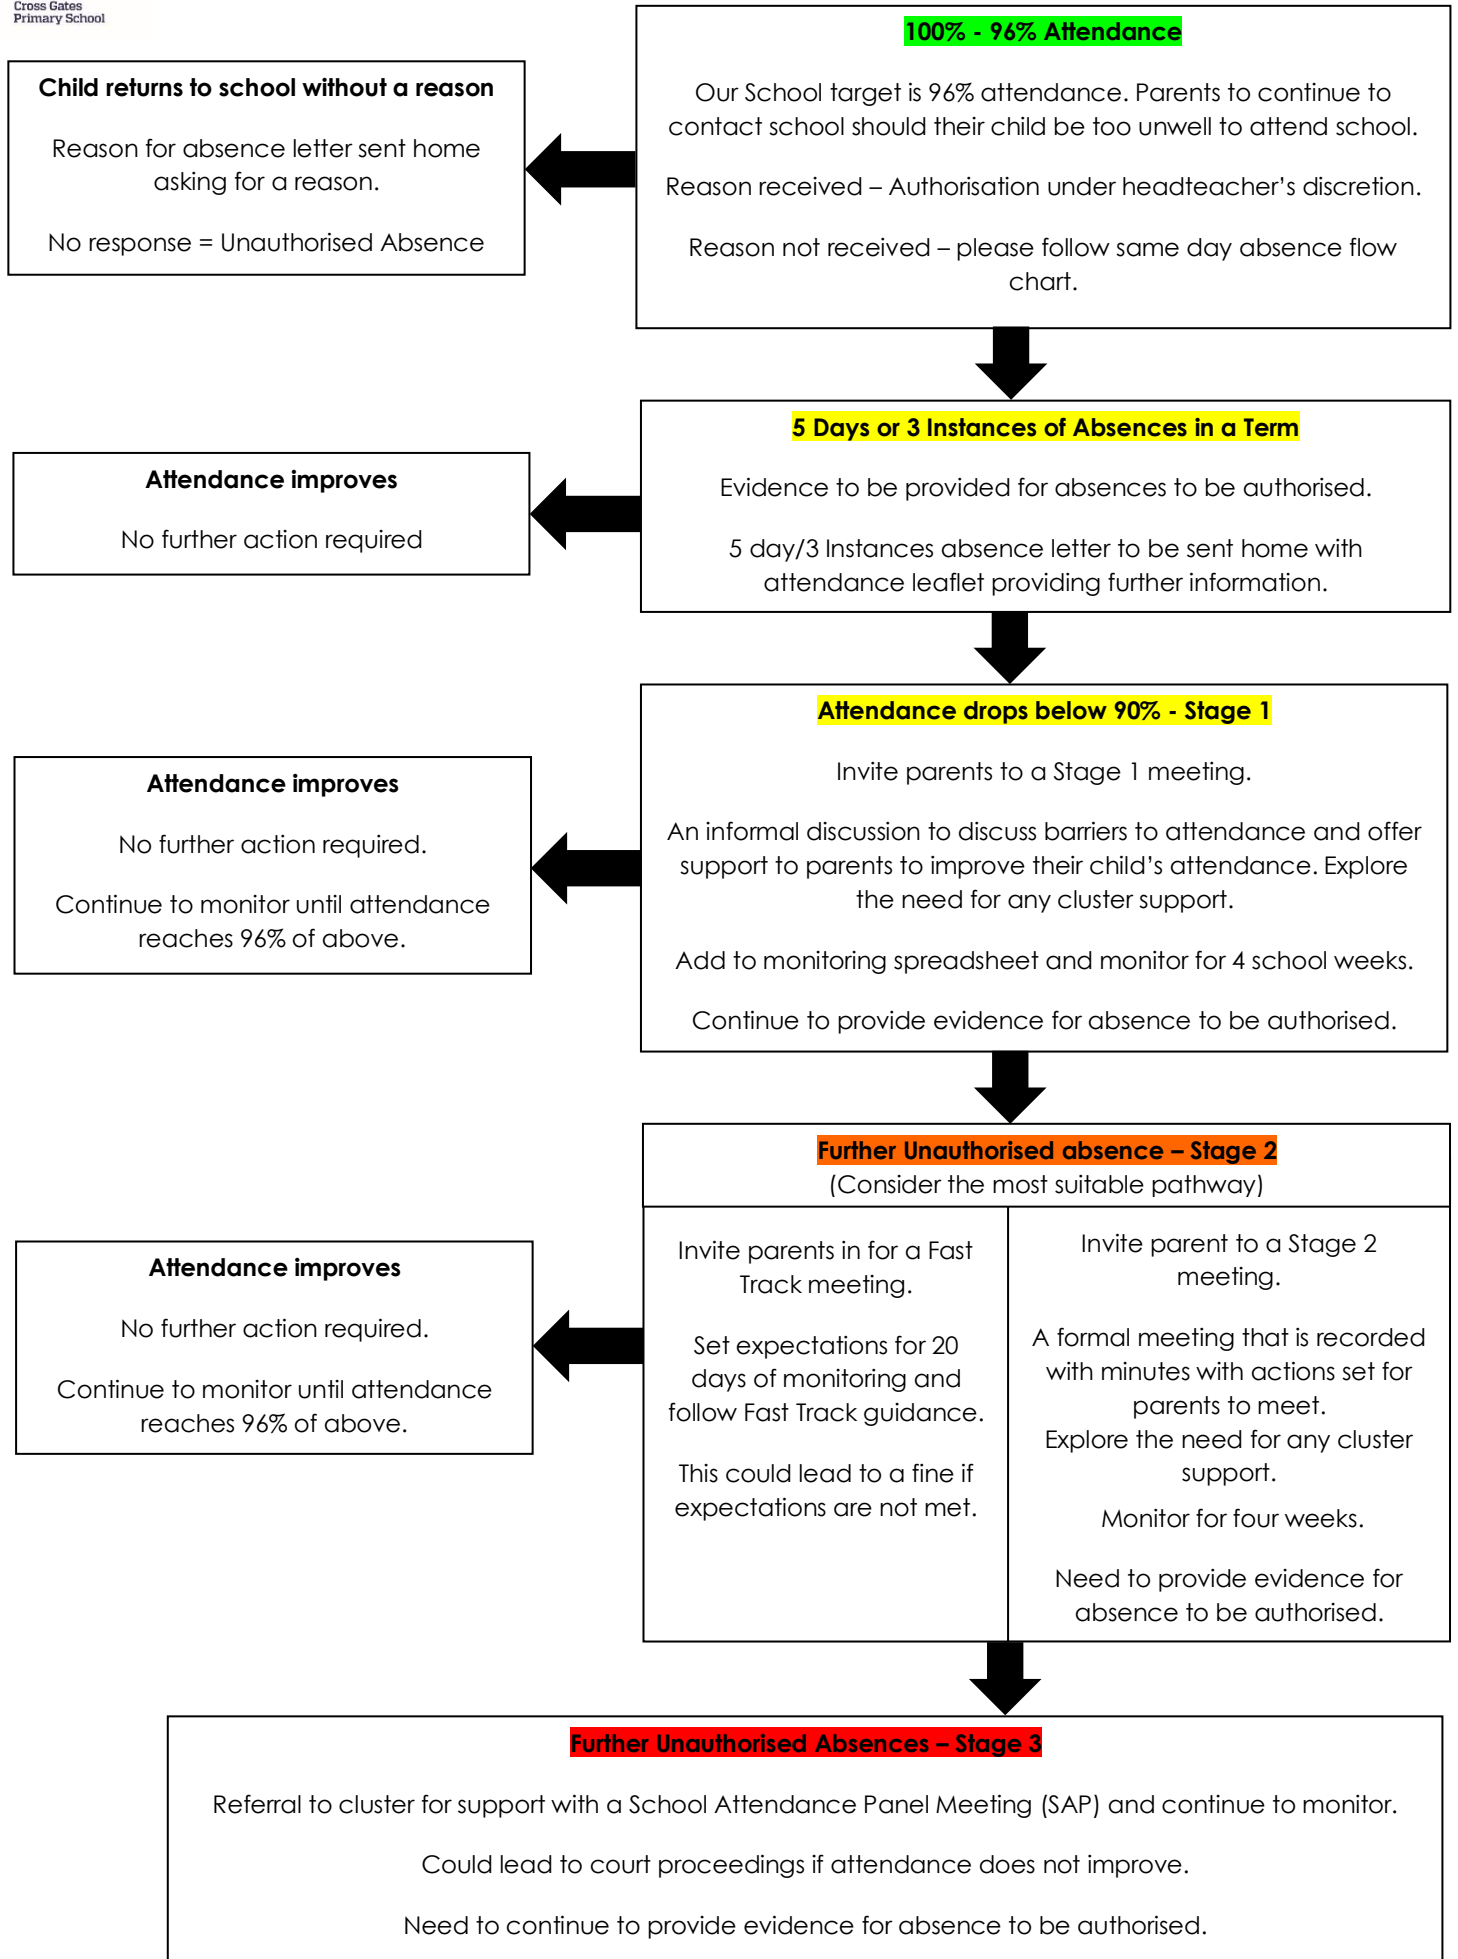 Cross Gates
Primary School
100% - 96% Attendance
Our School target is 96% attendance. Parents to continue to
contact school should their child be too unwell to attend school.
Reason received – Authorisation under headteacher’s discretion.
Reason not received – please follow same day absence flow
chart.
Child returns to school without a reason
Reason for absence letter sent home
asking for a reason.
No response = Unauthorised Absence
5 Days or 3 Instances of Absences in a Term
Evidence to be provided for absences to be authorised.
5 day/3 Instances absence letter to be sent home with
attendance leaflet providing further information.
Attendance improves
No further action required
Attendance drops below 90% - Stage 1
Invite parents to a Stage 1 meeting.
An informal discussion to discuss barriers to attendance and offer
support to parents to improve their child’s attendance. Explore
the need for any cluster support.
Add to monitoring spreadsheet and monitor for 4 school weeks.
Continue to provide evidence for absence to be authorised.
Attendance improves
No further action required.
Continue to monitor until attendance
reaches 96% of above.
Further Unauthorised absence – Stage 2
(Consider the most suitable pathway)
Invite parents in for a Fast
Track meeting.
Set expectations for 20
days of monitoring and
follow Fast Track guidance.
This could lead to a fine if
expectations are not met.
Invite parent to a Stage 2
meeting.
A formal meeting that is recorded
with minutes with actions set for
parents to meet.
Explore the need for any cluster
support.
Monitor for four weeks.
Need to provide evidence for
absence to be authorised.
Attendance improves
No further action required.
Continue to monitor until attendance
reaches 96% of above.
Further Unauthorised Absences – Stage 3
Referral to cluster for support with a School Attendance Panel Meeting (SAP) and continue to monitor.
Could lead to court proceedings if attendance does not improve.
Need to continue to provide evidence for absence to be authorised.